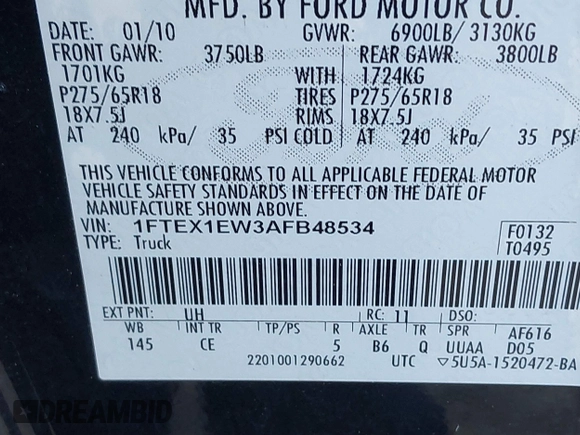 MFD. BY FORD MOTOR CO.
DATE: 01/10 GVWR: 6900LB/ 3130KG
FRONT GAWR: 3750LB REAR GAWR: 3800LB
1701KG WITH 1724KG
P275/65R18 TIRES P275/65R18
18X7.5J RIMS 18X7.5J
AT 240 kPa/ 35 PSI COLD AT 240 kPa/ 35 PSI
THIS VEHICLE CONFORMS TO ALL APPLICABLE FEDERAL MOTOR
VEHICLE SAFETY STANDARDS IN EFFECT ON THE DATE OF
MANUFACTURE SHOWN ABOVE.
VIN: 1FTEX1EW3AFB48534 F0132
TYPE: Truck T0495
EXT PNT: UH RC: 11 DSO:
WB INT TR TP/PS R AXLE TR SPR AF616
145 CE 5 B6 Q UUAA D05
2201001290662 UTC ▽5U5A-1520472-BA
DREAMBID